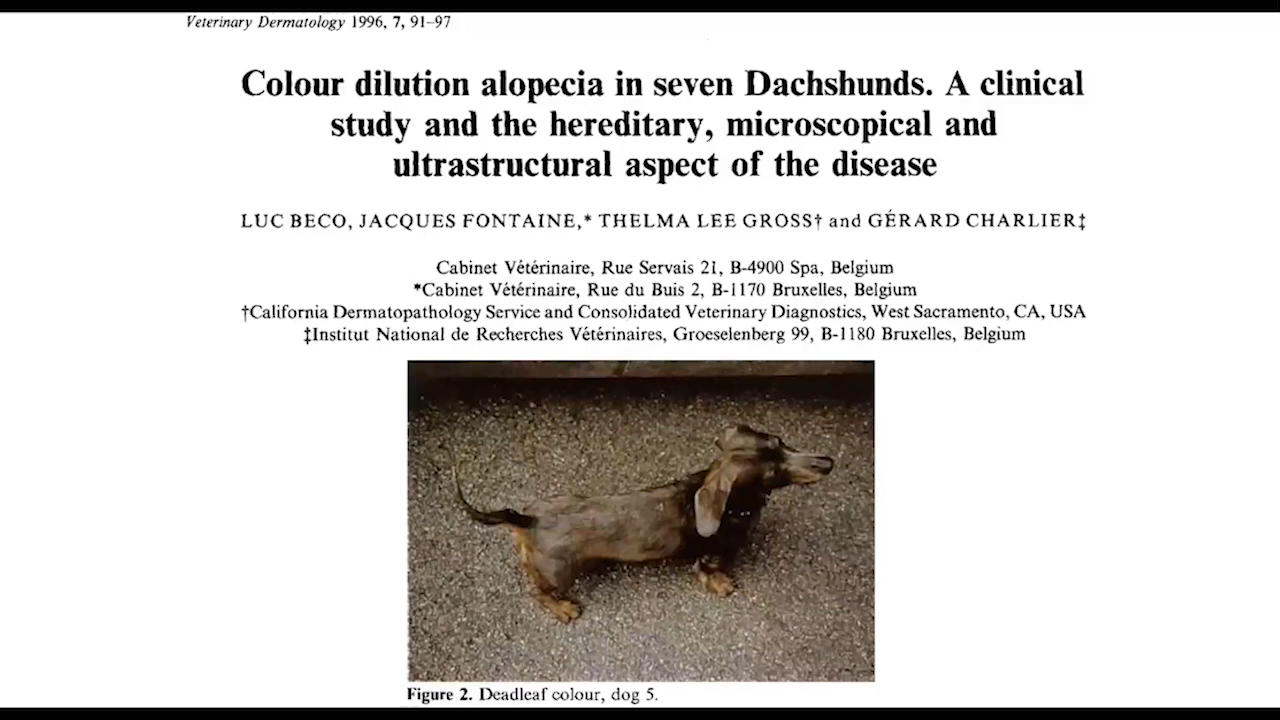 Veterinary Dermatology 1996, 7, 91–97
Colour dilution alopecia in seven Dachshunds. A clinical
study and the hereditary, microscopical and
ultrastructural aspect of the disease
LUC BECO, JACQUES FONTAINE,* THELMA LEE GROSS† and GÉRARD CHARLIER‡
Cabinet Vétérinaire, Rue Servais 21, B-4900 Spa, Belgium
*Cabinet Vétérinaire, Rue du Buis 2, B-1170 Bruxelles, Belgium
†California Dermatopathology Service and Consolidated Veterinary Diagnostics, West Sacramento, CA, USA
‡Institut National de Recherches Vétérinaires, Groeselenberg 99, B-1180 Bruxelles, Belgium
Figure 2. Deadleaf colour, dog 5.